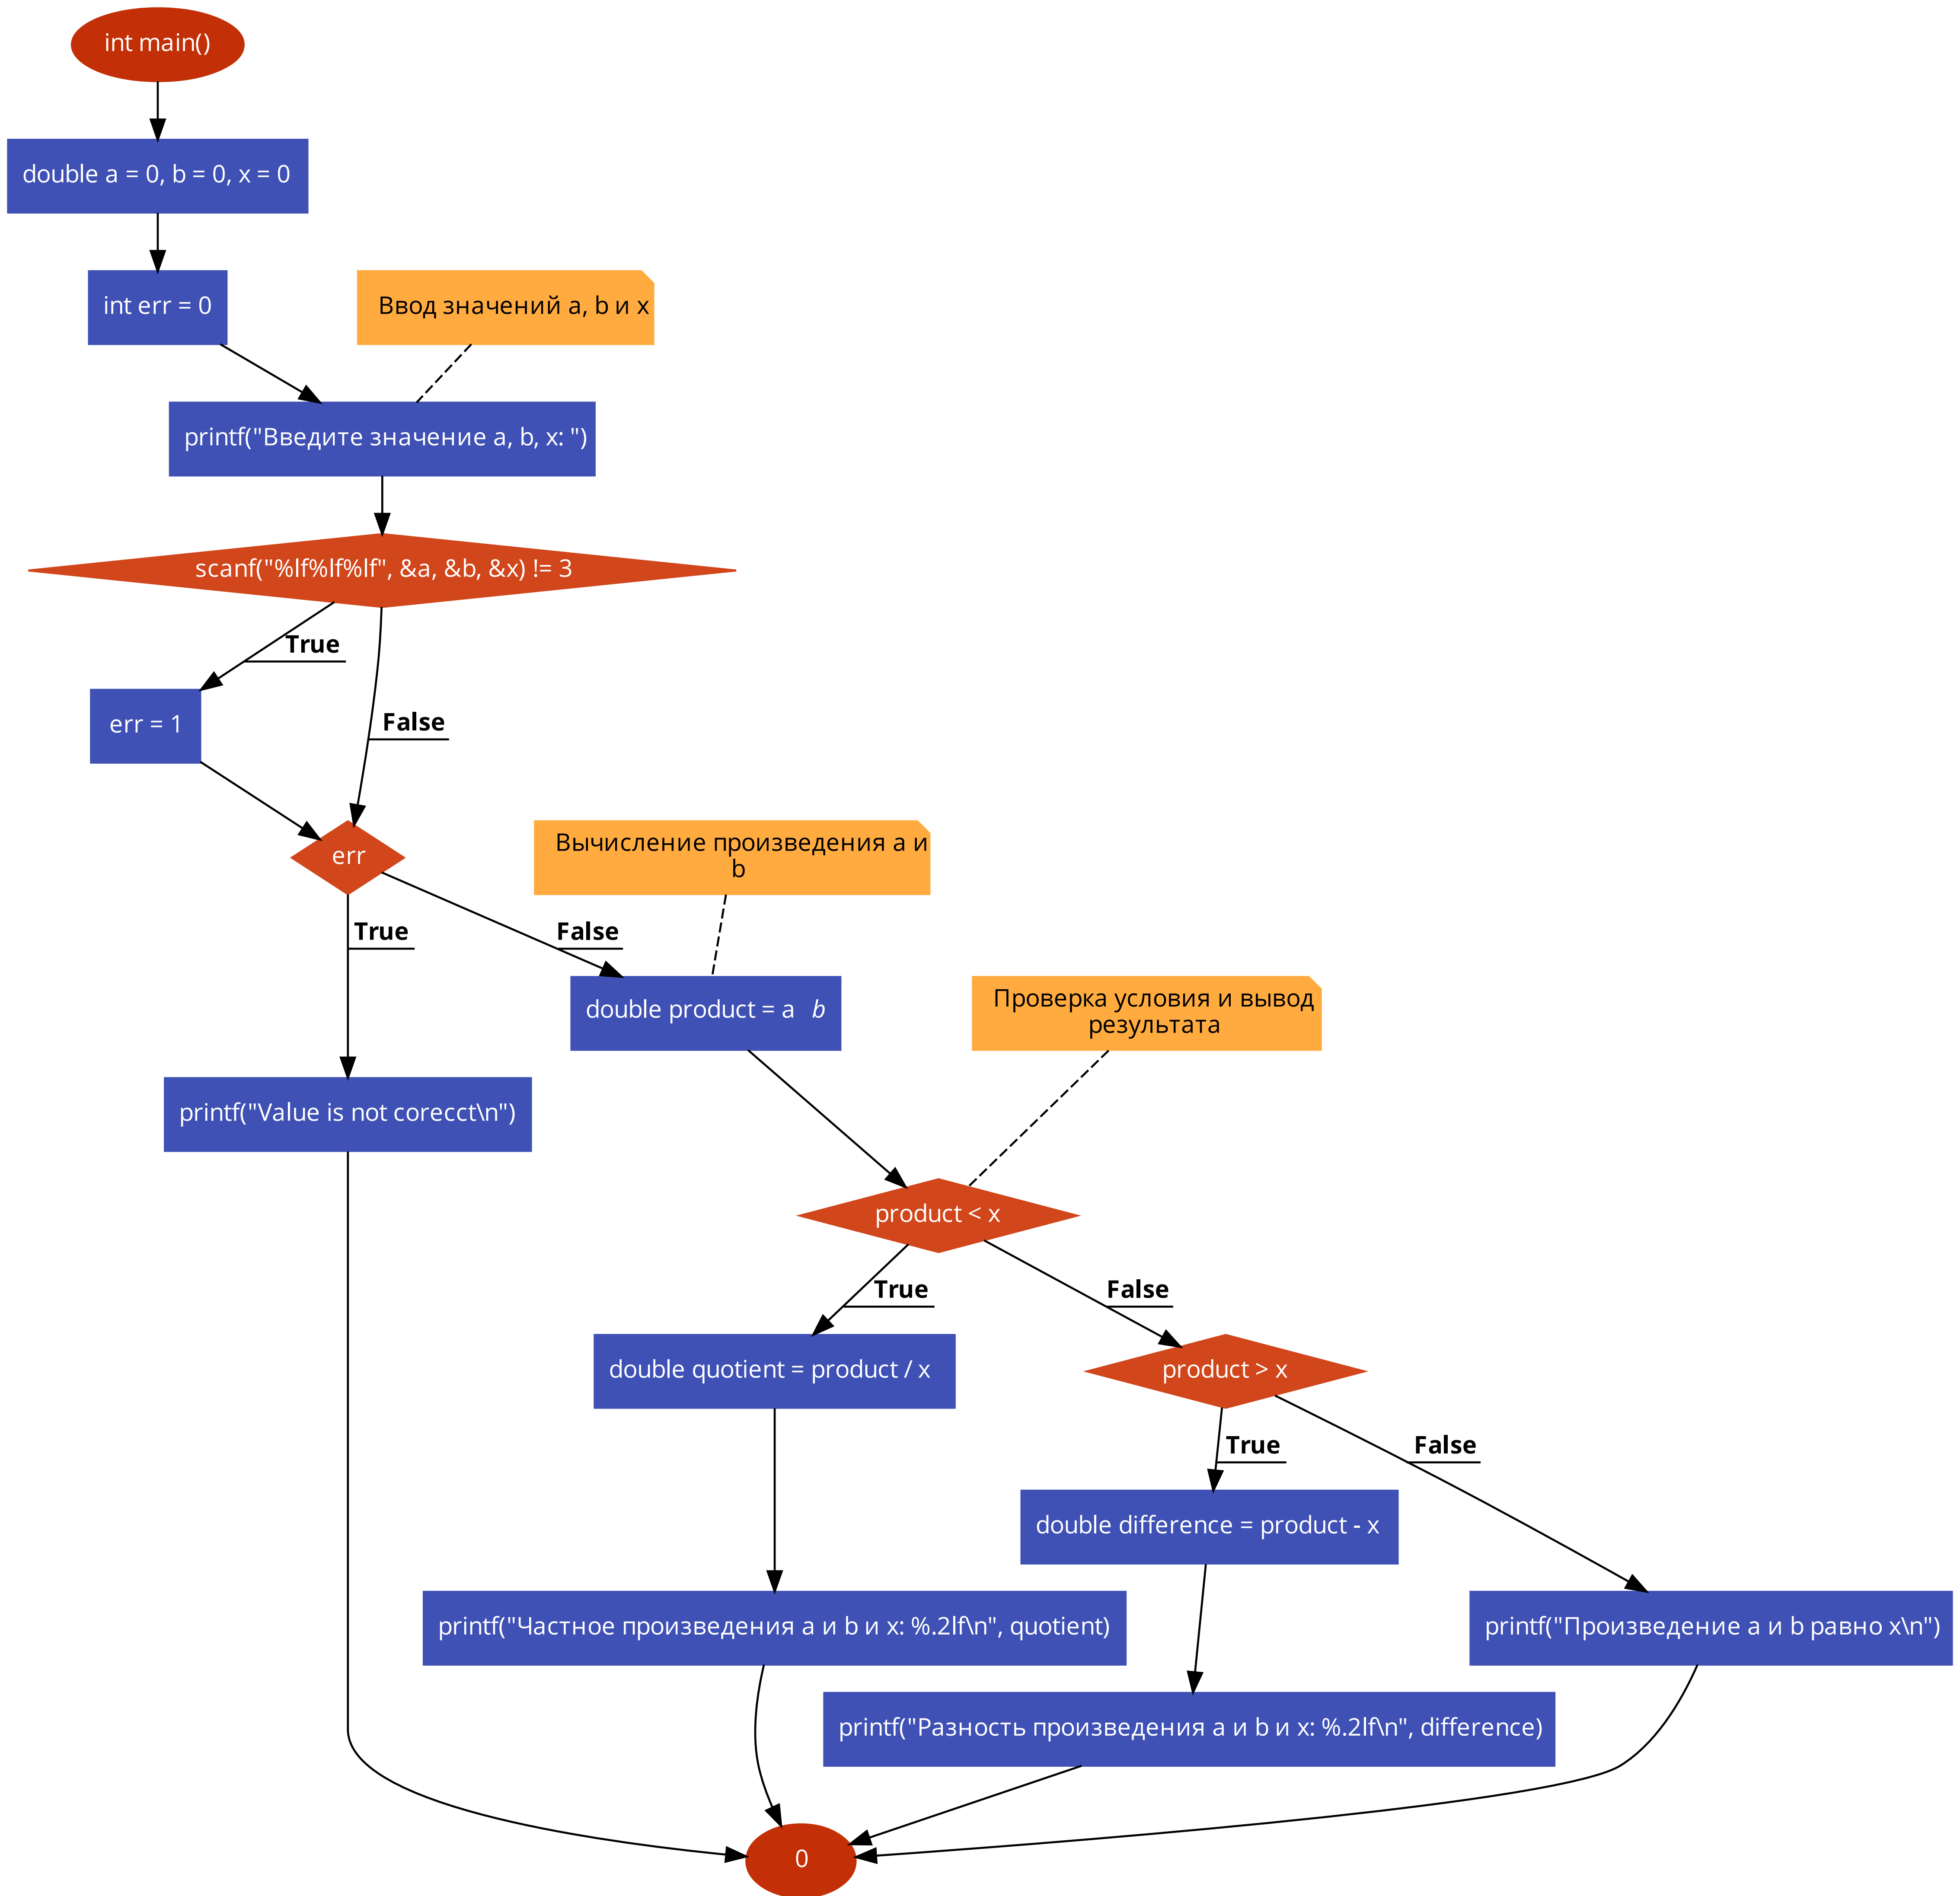 int main()
double a = 0, b = 0, x = 0
int err = 0
Ввод значений a, b и x
printf("Введите значение a, b, x: ")
scanf("%lf%lf%lf", &a, &b, &x) != 3
True
err = 1
False
err
Вычисление произведения a и
b
True
False
double product = a b
Проверка условия и вывод
результата
printf("Value is not corecct\n")
product < x
True
False
double quotient = product / x
product > x
True
False
double difference = product - x
printf("Частное произведения a и b и x: %.2lf\n", quotient)
printf("Произведение a и b равно x\n")
printf("Разность произведения a и b и x: %.2lf\n", difference)
0